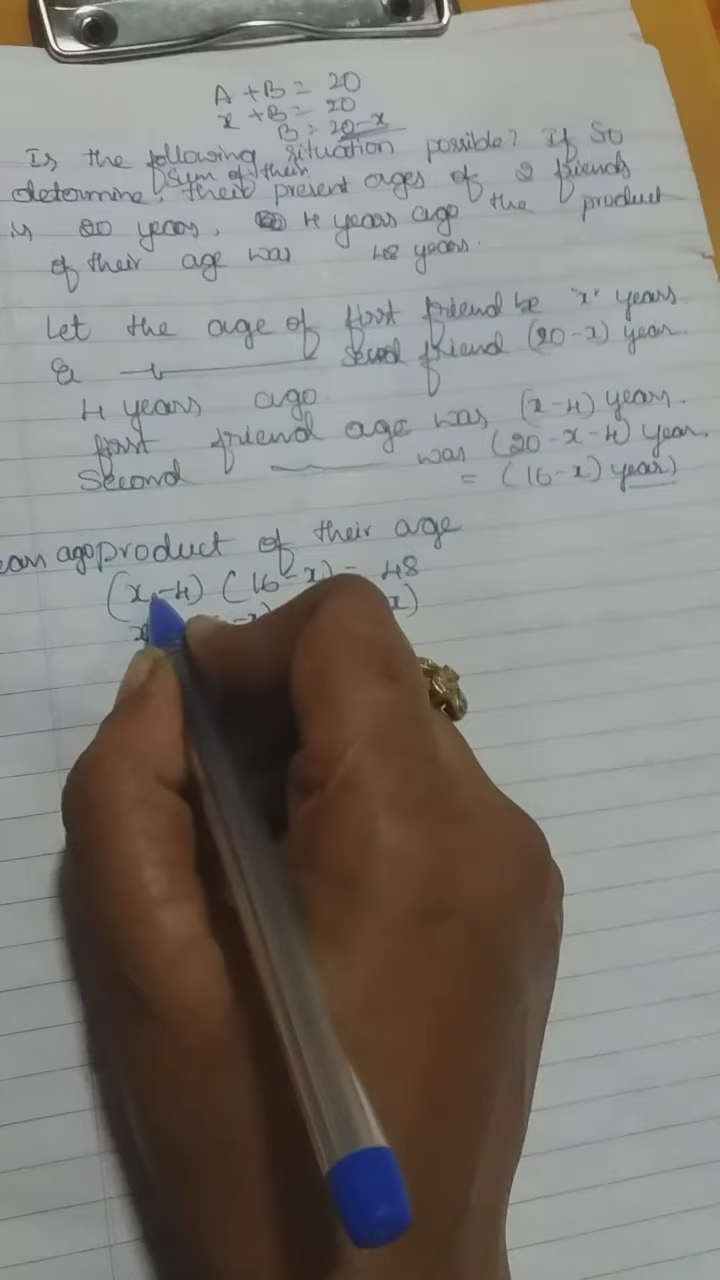 A + B = 20
x + B = 20
B = 20-x
Is the following situation possible? If so
sum of their
determine, their present ages of 2 friends
is 20 years, 4 years ago the product
of their age was 48 years.
Let the age of first friend be 'x' years.
& second friend (20-x) year
4 years ago
first friend age was (x-4) years.
Second was (20-x-4) year
= (16-x) year)
ago product of their age
(x-4) (16-x) = 48
x)